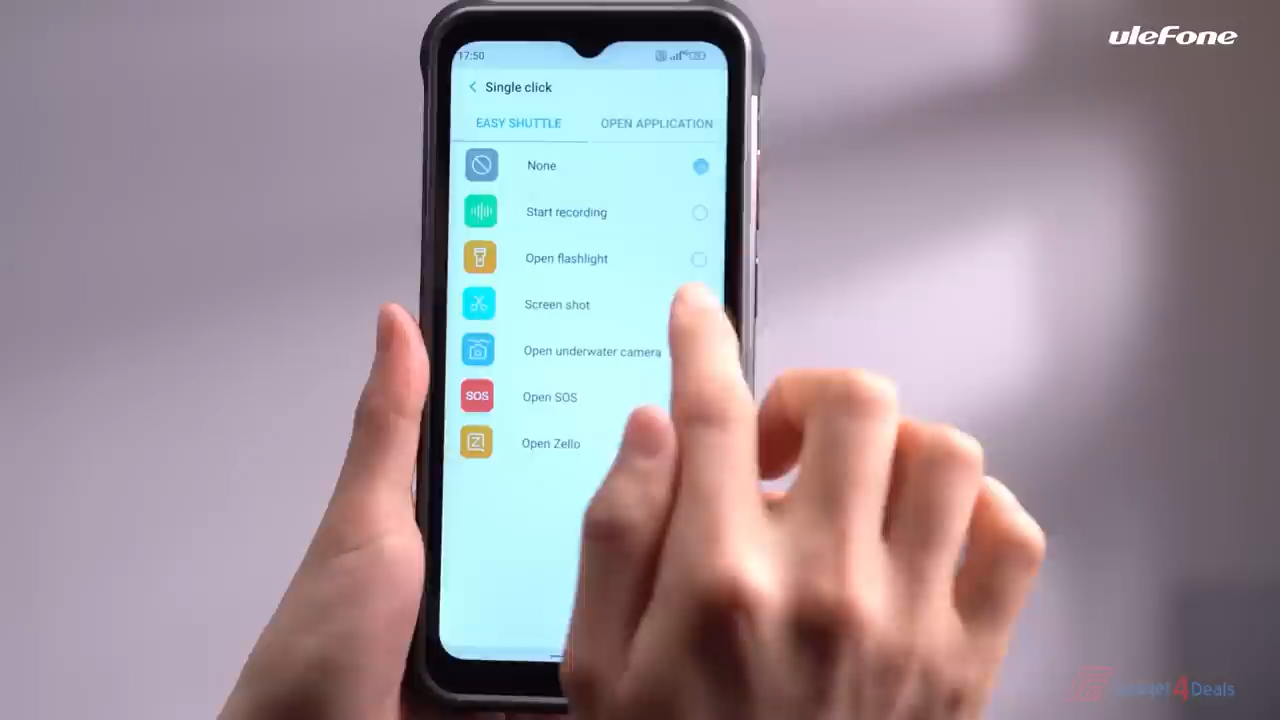 uleFone
17:50
Single click
EASY SHUTTLE
OPEN APPLICATION
None
Start recording
Open flashlight
Screen shot
Open underwater camera
SOS
Open SOS
Z
Open Zello
Gadget4Deals